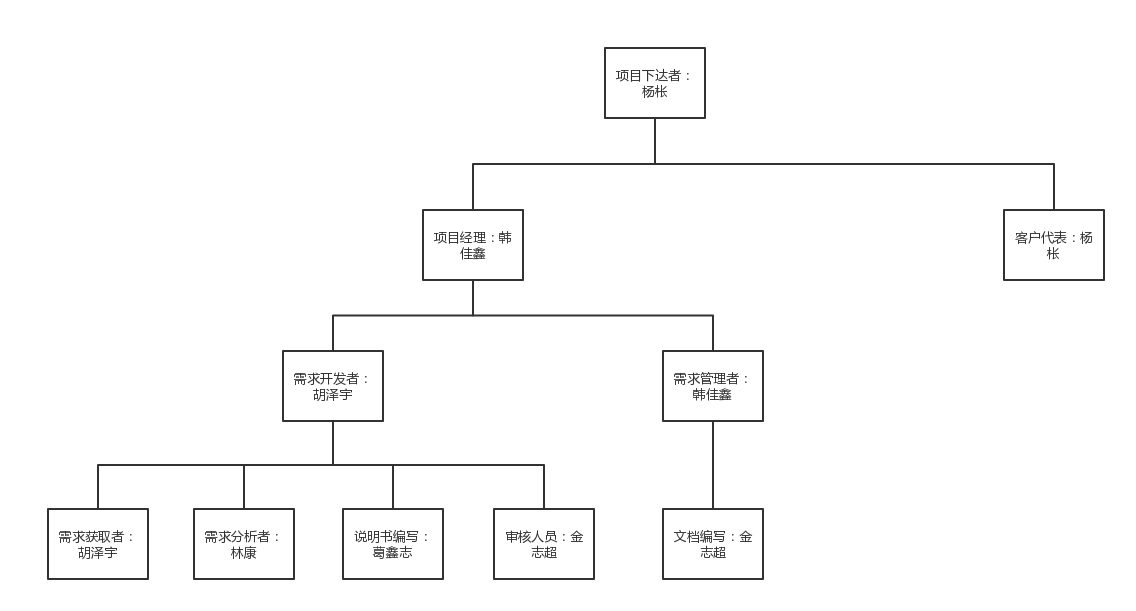 项目下达者：
杨枨
项目经理：韩
佳鑫
客户代表：杨
枨
需求开发者：
胡泽宇
需求管理者：
韩佳鑫
需求获取者：
胡泽宇
需求分析者：
林康
说明书编写：
葛鑫志
审核人员：金
志超
文档编写：金
志超